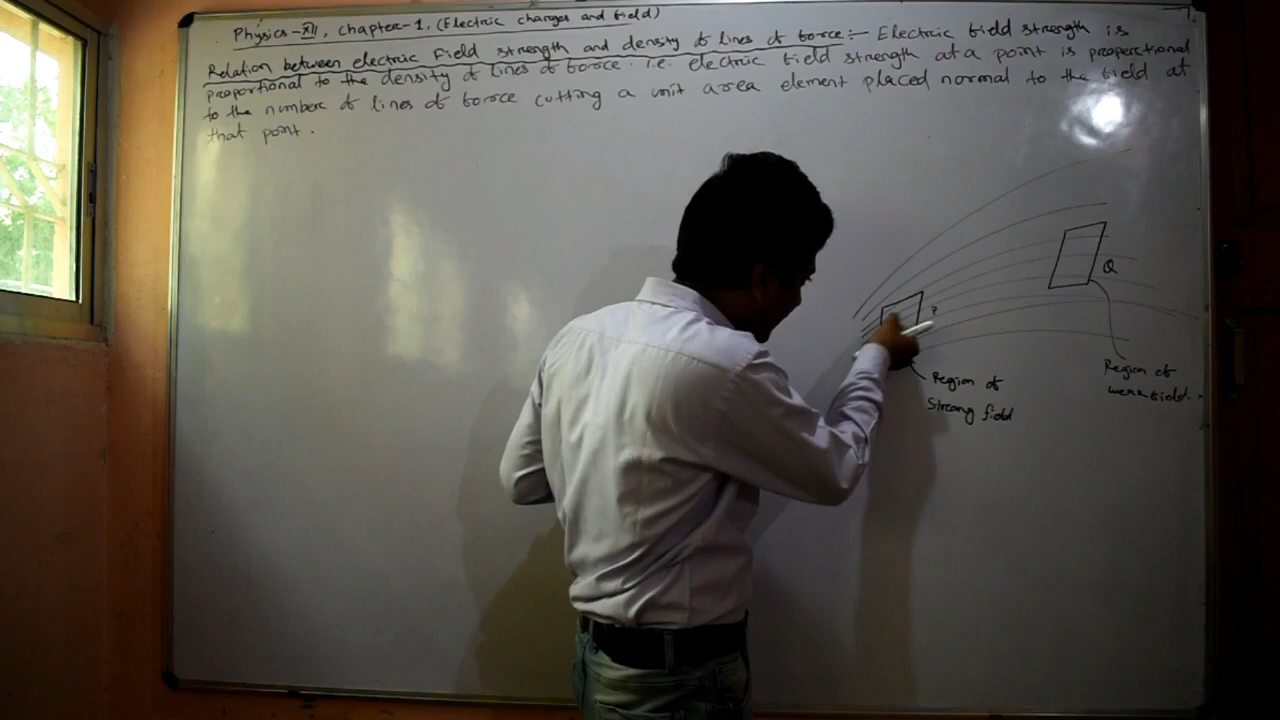 Physics-XII, chapter-1. (Electric charges and field)
Relation between electric Field strength and density of lines of force:- Electric field strength is
proportional to the density of lines of force. i.e. electric field strength at a point is proportional
to the number of lines of force cutting a unit area element placed normal to the field at
that point.
Q
P
Region of
strong field
Region of
weak field.